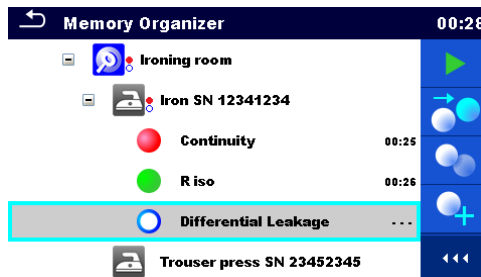 Memory Organizer 00:28
Ironing room
Iron SN 12341234
Continuity 00:25
R iso 00:26
Differential Leakage ---
Trouser press SN 23452345